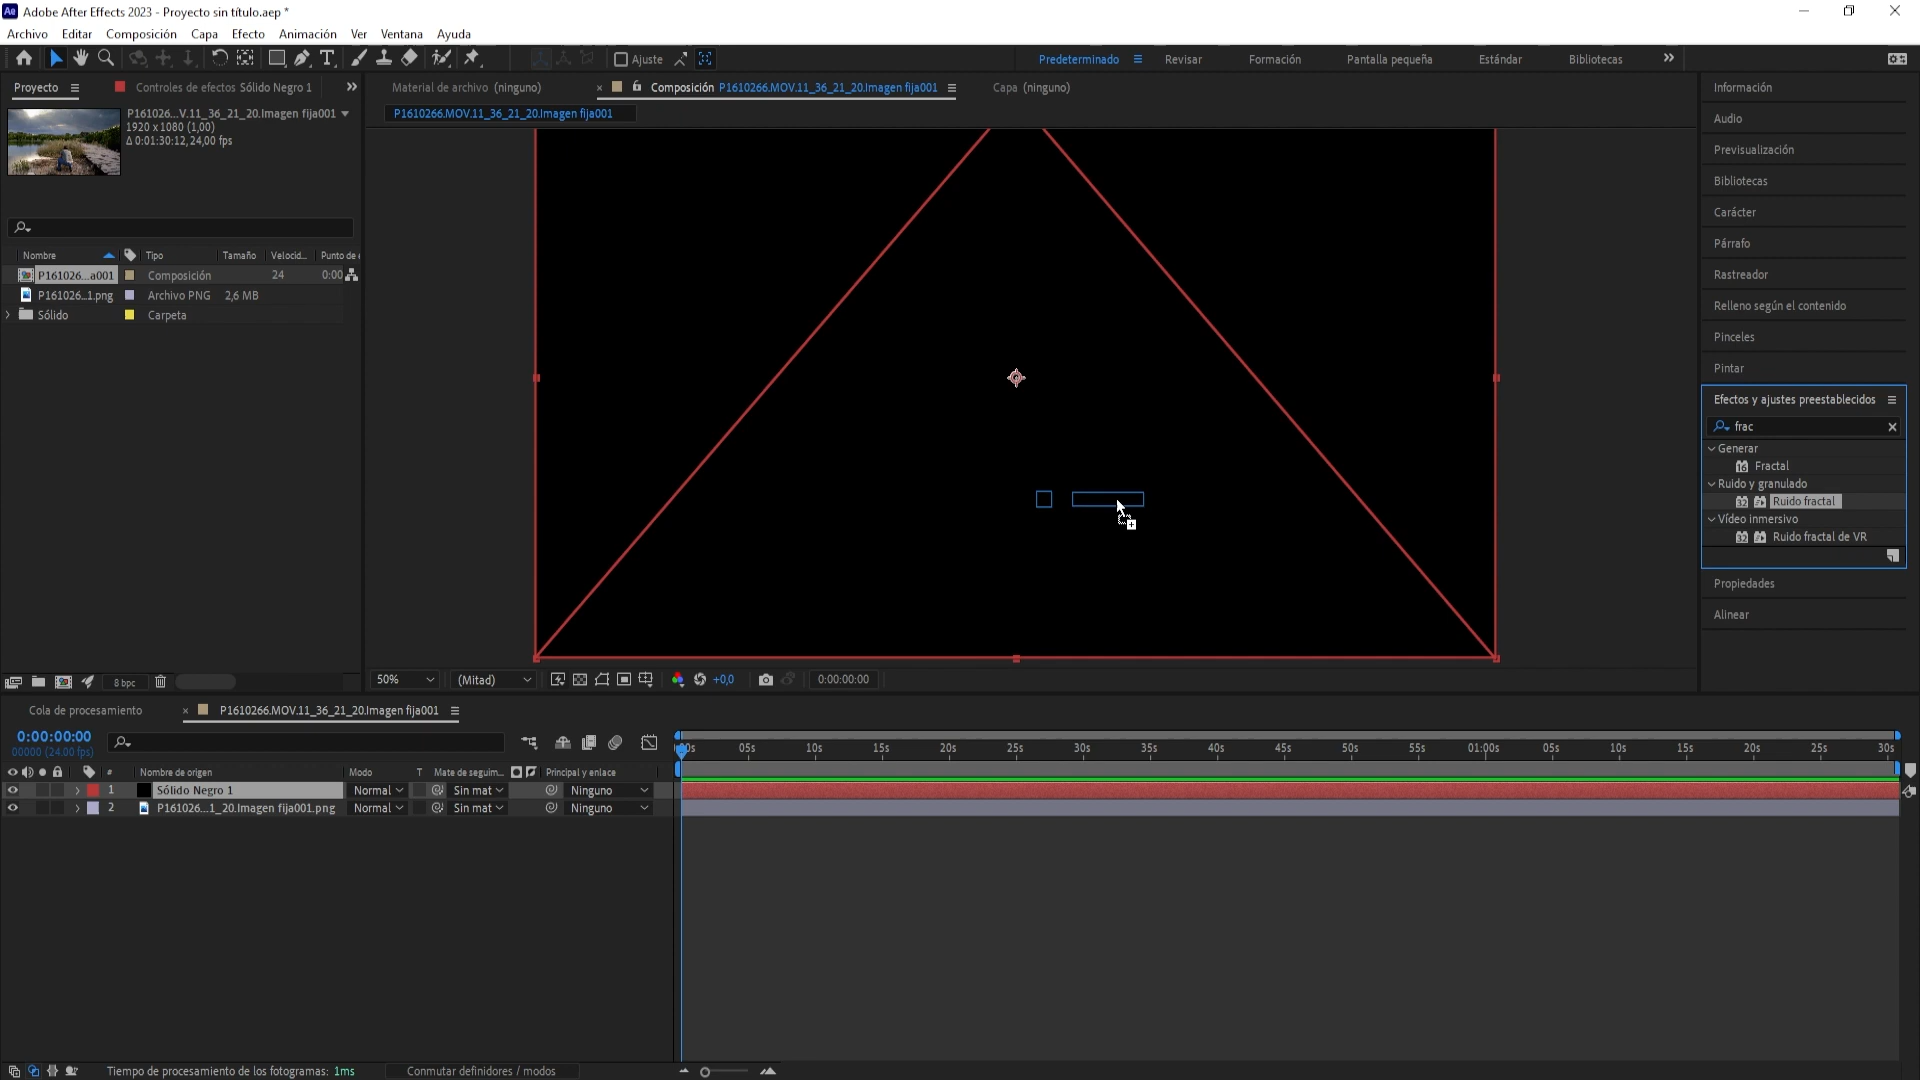 Adobe After Effects 2023 - Proyecto sin título.aep *
Archivo Editar Composición Capa Efecto Animación Ver Ventana Ayuda
Ajuste
Predeterminado Revisar Formación Pantalla pequeña Estándar Bibliotecas
Proyecto Controles de efectos Sólido Negro 1
Material de archivo (ninguno) Composición P1610266.MOV.11_36_21_20.Imagen fija001 Capa (ninguno)
P1610266.MOV.11_36_21_20.Imagen fija001
P161026...V.11_36_21_20.Imagen fija001
1920 x 1080 (1,00)
Δ 0:01:30:12, 24,00 fps
Nombre Tipo Tamaño Velocid... Punto de e
P161026...a001 Composición 24 0:00
P161026...1.png Archivo PNG 2,6 MB
Sólido Carpeta
8 bpc
50% (Mitad) +0,0 0:00:00:00
Información
Audio
Previsualización
Bibliotecas
Carácter
Párrafo
Rastreador
Relleno según el contenido
Pinceles
Pintar
Efectos y ajustes preestablecidos
frac
Generar
16 Fractal
Ruido y granulado
32 Ruido fractal
Vídeo inmersivo
32 Ruido fractal de VR
Propiedades
Alinear
Cola de procesamiento P1610266.MOV.11_36_21_20.Imagen fija001
0:00:00:00
00000 (24.00 fps)
05s 10s 15s 20s 25s 30s 35s 40s 45s 50s 55s 01:00s 05s 10s 15s 20s 25s 30s
# Nombre de origen Modo T Mate de seguim... Principal y enlace
1 Sólido Negro 1 Normal Sin mat Ninguno
2 P161026...1_20.Imagen fija001.png Normal Sin mat Ninguno
Tiempo de procesamiento de los fotogramas: 1ms Conmutar definidores / modos